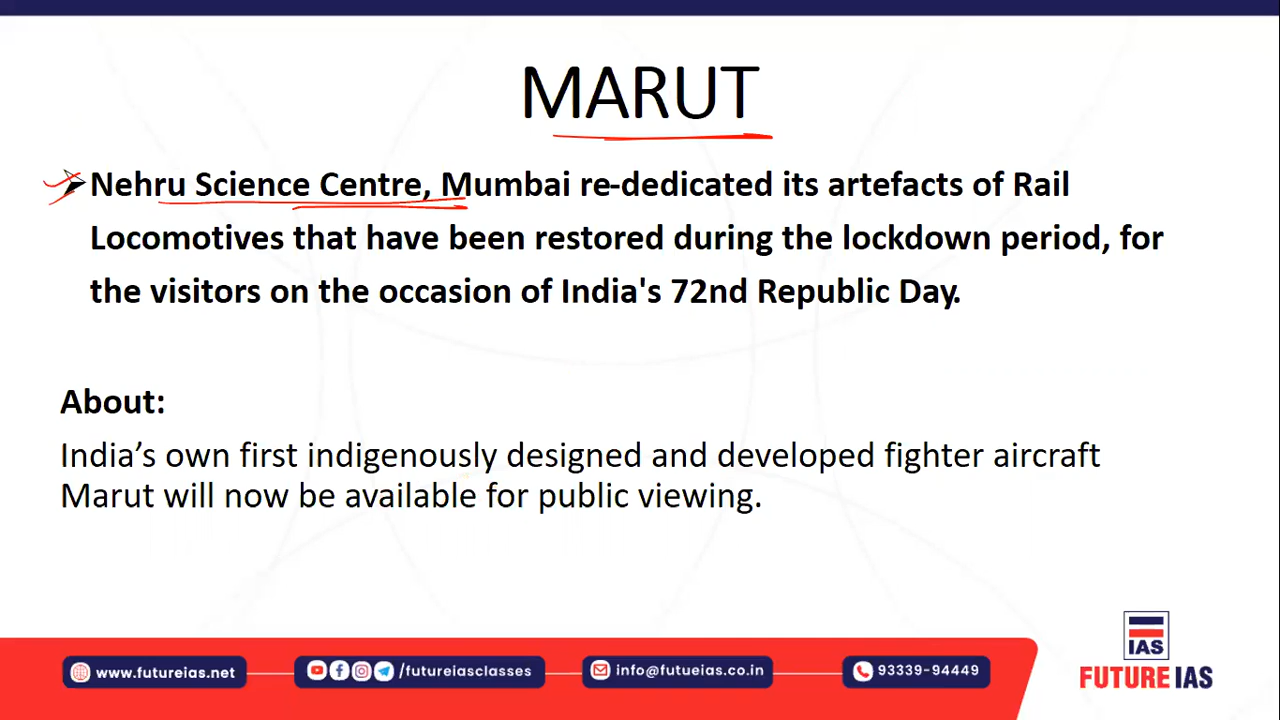 MARUT
Nehru Science Centre, Mumbai re-dedicated its artefacts of Rail
Locomotives that have been restored during the lockdown period, for
the visitors on the occasion of India's 72nd Republic Day.
About:
India’s own first indigenously designed and developed fighter aircraft
Marut will now be available for public viewing.
IAS
FUTURE IAS
www.futureias.net
/futureiasclasses
info@futueias.co.in
93339-94449